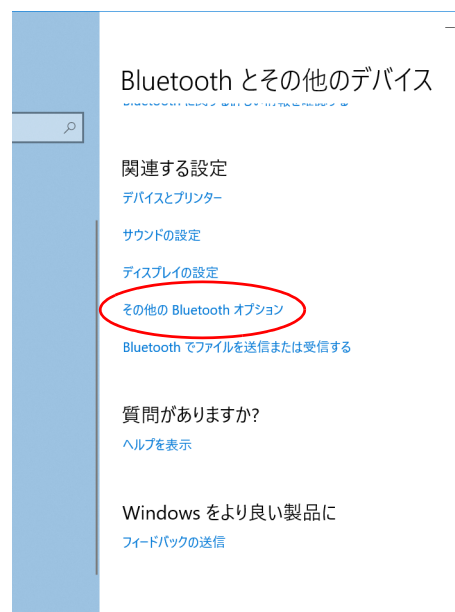 Bluetooth とその他のデバイス
関連する設定
デバイスとプリンター
サウンドの設定
ディスプレイの設定
その他の Bluetooth オプション
Bluetooth でファイルを送信または受信する
質問がありますか?
ヘルプを表示
Windows をより良い製品に
フィードバックの送信